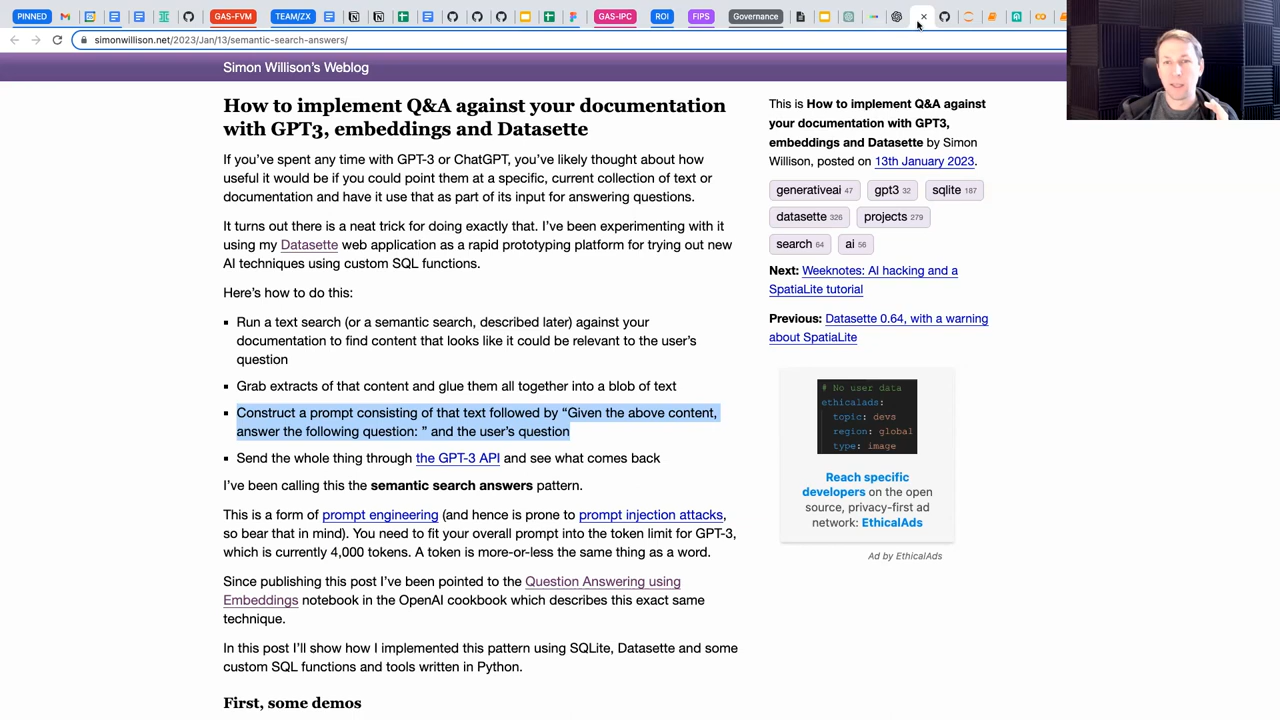 PINNED
GAS-FVM
TEAM/ZX
GAS-IPC
ROI
FIPS
Governance
simonwillison.net/2023/Jan/13/semantic-search-answers/
Simon Willison's Weblog
How to implement Q&A against your documentation
with GPT3, embeddings and Datasette
If you've spent any time with GPT-3 or ChatGPT, you've likely thought about how
useful it would be if you could point them at a specific, current collection of text or
documentation and have it use that as part of its input for answering questions.
It turns out there is a neat trick for doing exactly that. I've been experimenting with it
using my Datasette web application as a rapid prototyping platform for trying out new
AI techniques using custom SQL functions.
Here's how to do this:
Run a text search (or a semantic search, described later) against your
documentation to find content that looks like it could be relevant to the user's
question
Grab extracts of that content and glue them all together into a blob of text
Construct a prompt consisting of that text followed by “Given the above content,
answer the following question: ” and the user's question
Send the whole thing through the GPT-3 API and see what comes back
I've been calling this the semantic search answers pattern.
This is a form of prompt engineering (and hence is prone to prompt injection attacks,
so bear that in mind). You need to fit your overall prompt into the token limit for GPT-3,
which is currently 4,000 tokens. A token is more-or-less the same thing as a word.
Since publishing this post I've been pointed to the Question Answering using
Embeddings notebook in the OpenAI cookbook which describes this exact same
technique.
In this post I'll show how I implemented this pattern using SQLite, Datasette and some
custom SQL functions and tools written in Python.
First, some demos
This is How to implement Q&A against
your documentation with GPT3,
embeddings and Datasette by Simon
Willison, posted on 13th January 2023.
generativeai 47 gpt3 32 sqlite 187
datasette 326 projects 279
search 64 ai 56
Next: Weeknotes: AI hacking and a
SpatiaLite tutorial
Previous: Datasette 0.64, with a warning
about SpatiaLite
# No user data
ethicalads:
topic: devs
region: global
type: image
Reach specific
developers on the open
source, privacy-first ad
network: EthicalAds
Ad by EthicalAds